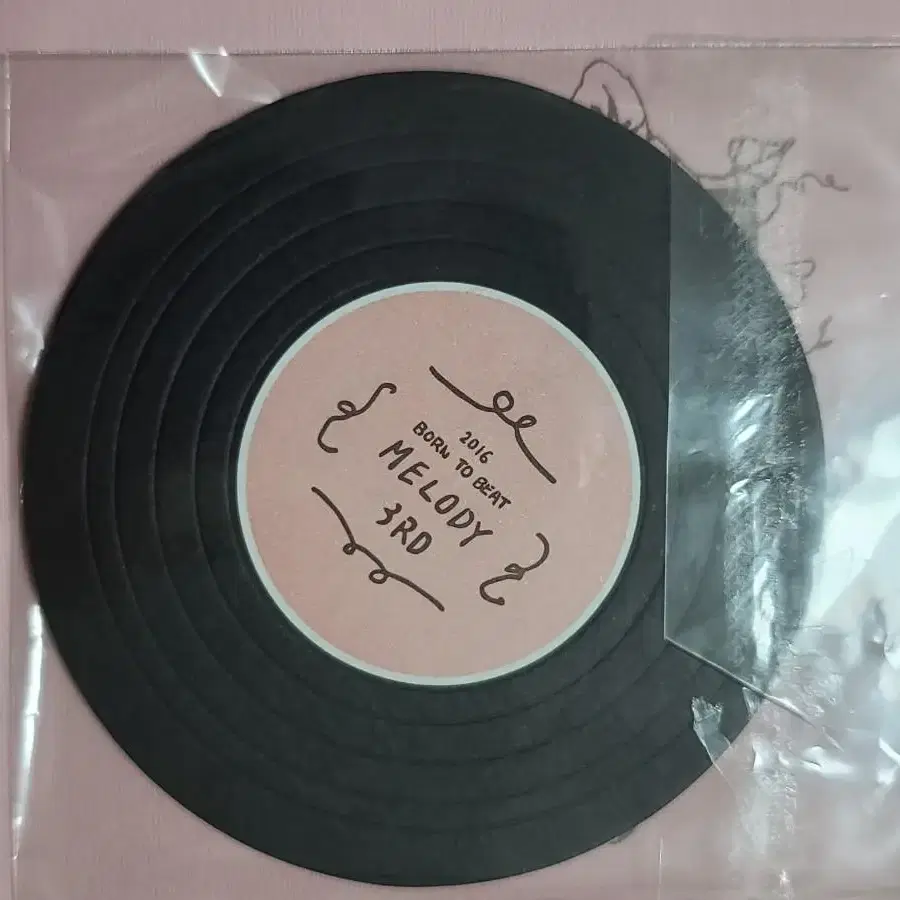 2016
BORN TO BEAT
MELODY
3RD